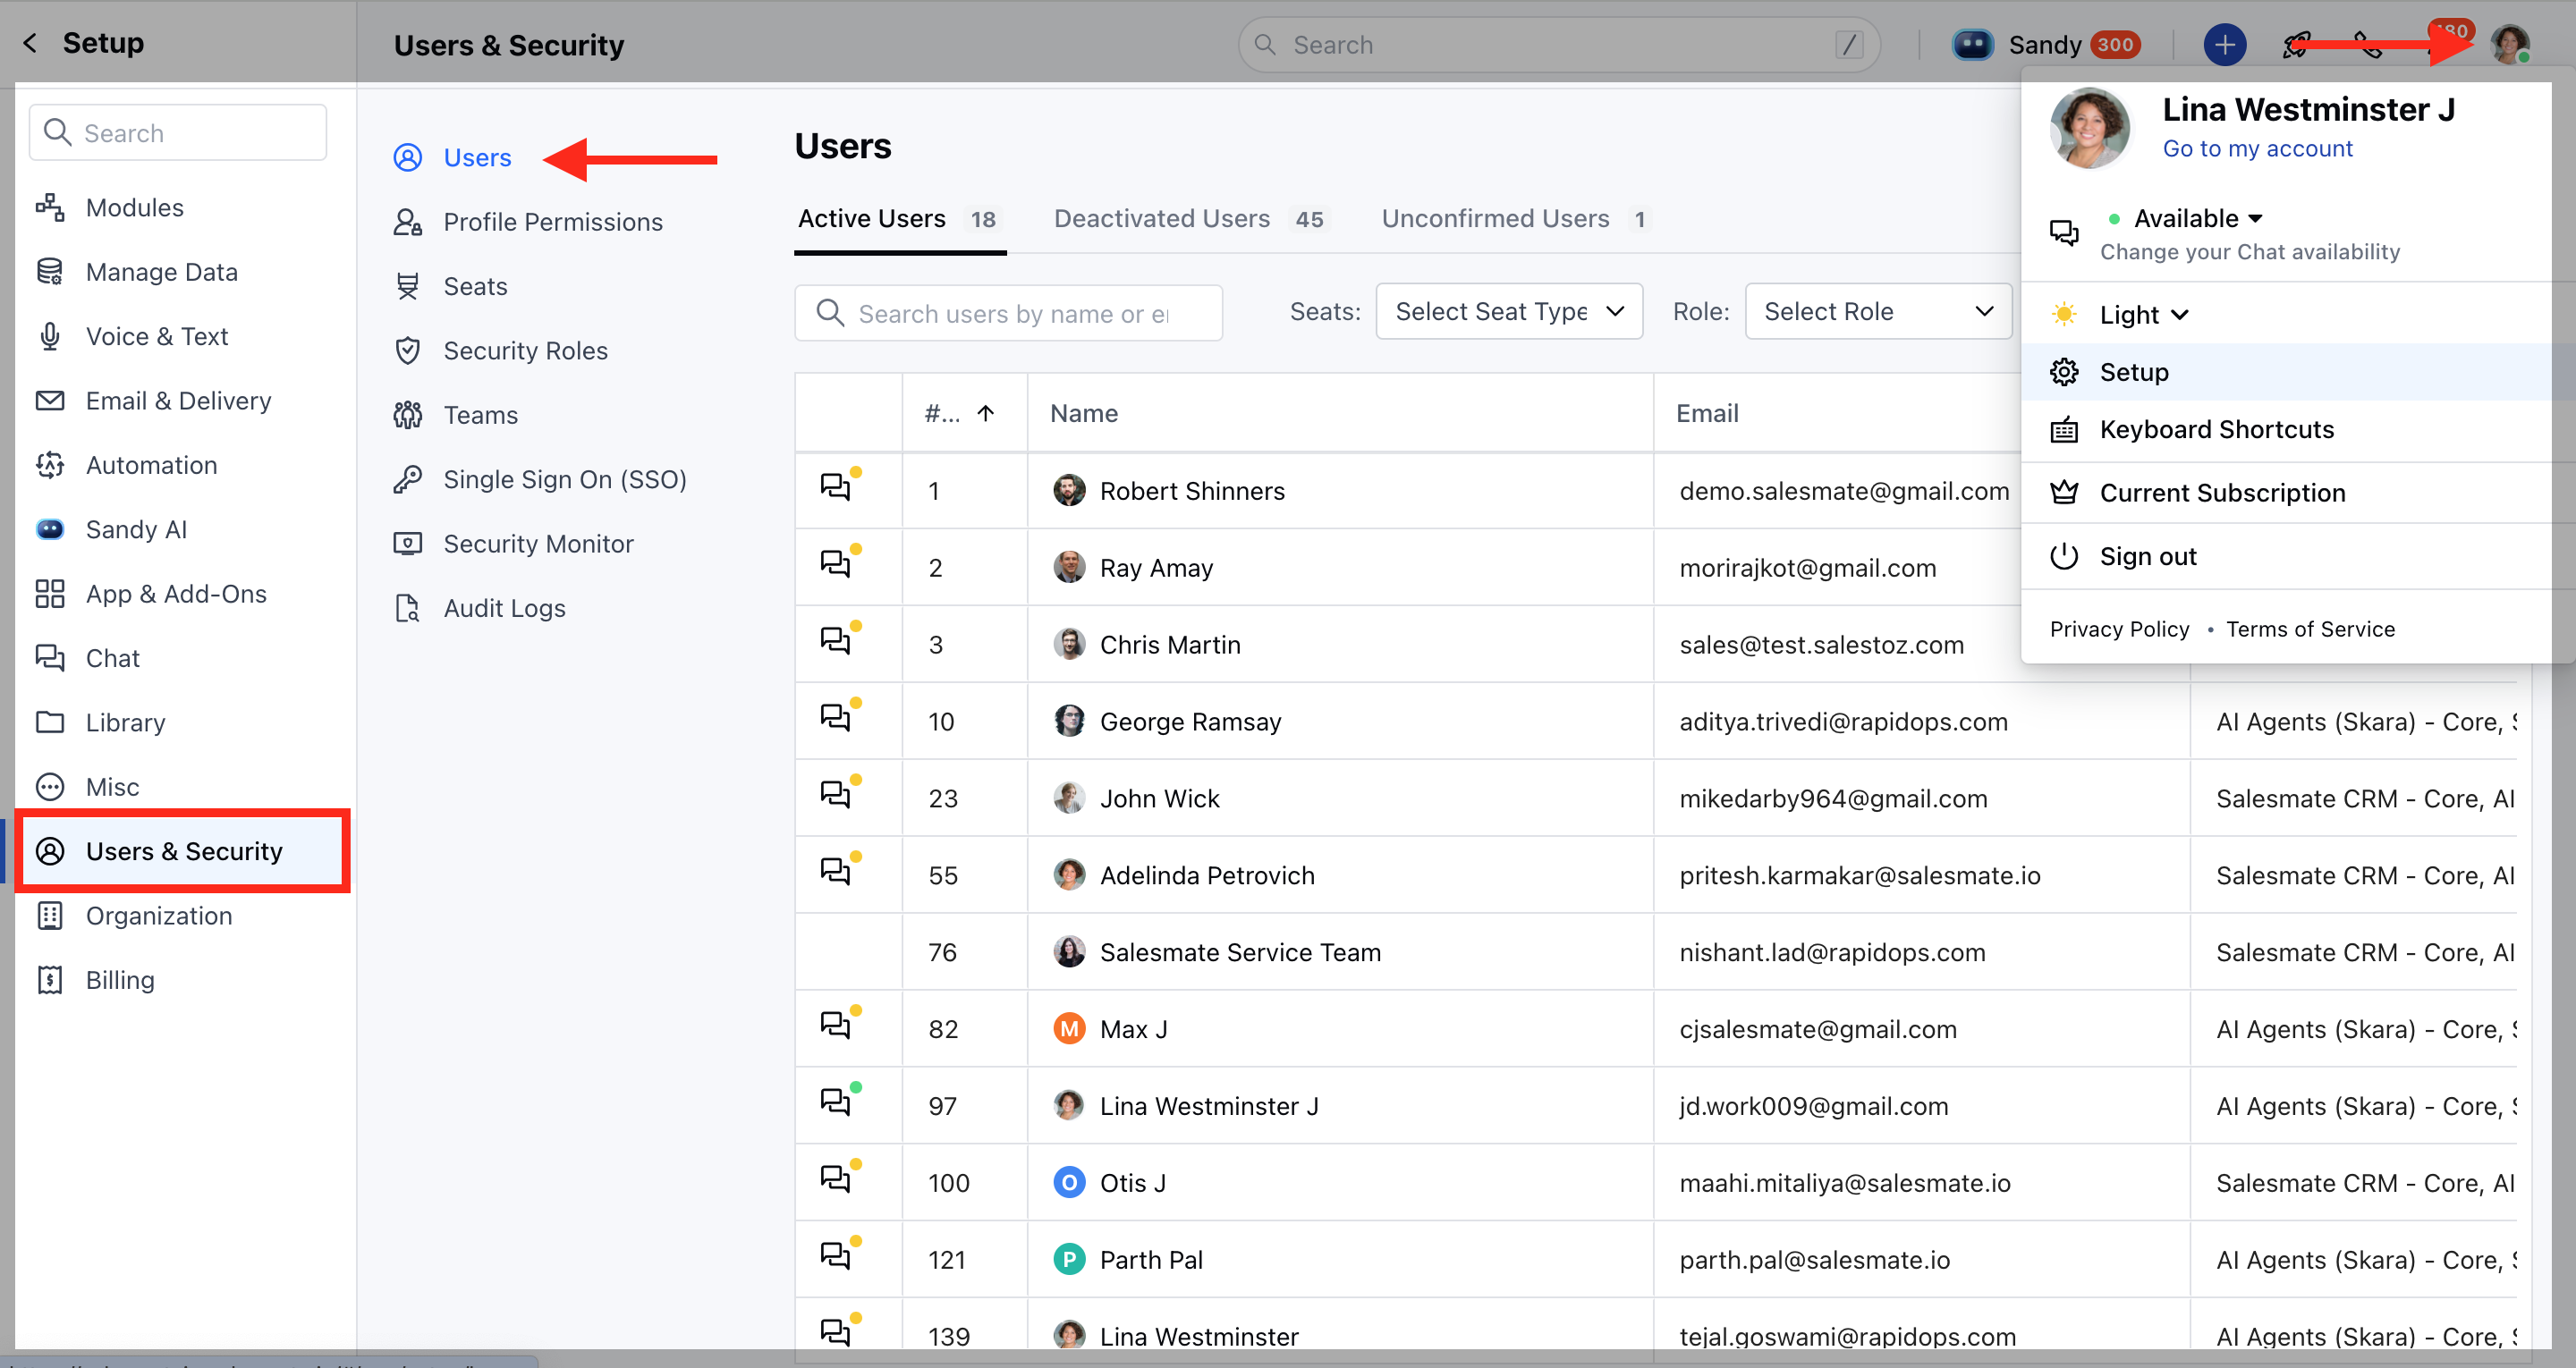 Setup
Users & Security
Search
/
Sandy 300
Search
Modules
Manage Data
Voice & Text
Email & Delivery
Automation
Sandy AI
App & Add-Ons
Chat
Library
Misc
Users & Security
Organization
Billing
Users
Profile Permissions
Seats
Security Roles
Teams
Single Sign On (SSO)
Security Monitor
Audit Logs
Users
Active Users 18
Deactivated Users 45
Unconfirmed Users 1
Search users by name or
Seats: Select Seat Type
Role: Select Role
#... Name Email
1 Robert Shinners demo.salesmate@gmail.com
2 Ray Amay morirajkot@gmail.com
3 Chris Martin sales@test.salestoz.com
10 George Ramsay aditya.trivedi@rapidops.com AI Agents (Skara) - Core,
23 John Wick mikedarby964@gmail.com Salesmate CRM - Core, AI
55 Adelinda Petrovich pritesh.karmakar@salesmate.io Salesmate CRM - Core, AI
76 Salesmate Service Team nishant.lad@rapidops.com Salesmate CRM - Core, AI
82 M Max J cjsalesmate@gmail.com AI Agents (Skara) - Core,
97 Lina Westminster J jd.work009@gmail.com AI Agents (Skara) - Core,
100 O Otis J maahi.mitaliya@salesmate.io Salesmate CRM - Core, AI
121 P Parth Pal parth.pal@salesmate.io AI Agents (Skara) - Core,
139 Lina Westminster tejal.goswami@rapidops.com AI Agents (Skara) - Core,
Lina Westminster J
Go to my account
Available
Change your Chat availability
Light
Setup
Keyboard Shortcuts
Current Subscription
Sign out
Privacy Policy • Terms of Service